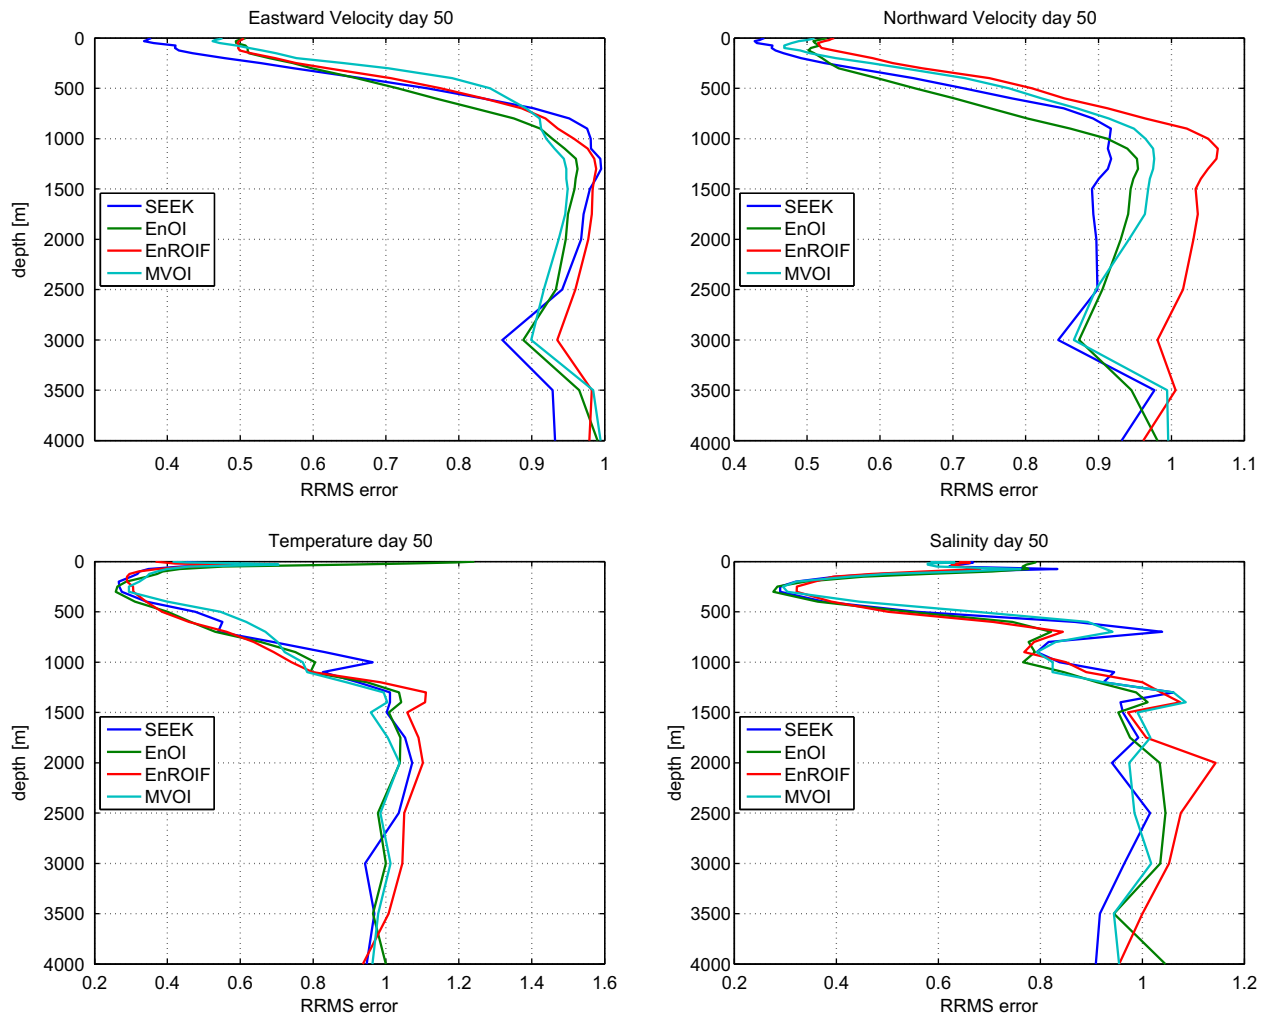 Eastward Velocity day 50
0
500
1000
1500
2000
2500
3000
3500
4000
depth [m]
SEEK
EnOI
EnROIF
MVOI
0.4 0.5 0.6 0.7 0.8 0.9 1
RRMS error
Northward Velocity day 50
0
500
1000
1500
2000
2500
3000
3500
4000
SEEK
EnOI
EnROIF
MVOI
0.4 0.5 0.6 0.7 0.8 0.9 1 1.1
RRMS error
Temperature day 50
0
500
1000
1500
2000
2500
3000
3500
4000
depth [m]
SEEK
EnOI
EnROIF
MVOI
0.2 0.4 0.6 0.8 1 1.2 1.4 1.6
RRMS error
Salinity day 50
0
500
1000
1500
2000
2500
3000
3500
4000
depth [m]
SEEK
EnOI
EnROIF
MVOI
0.2 0.4 0.6 0.8 1 1.2
RRMS error